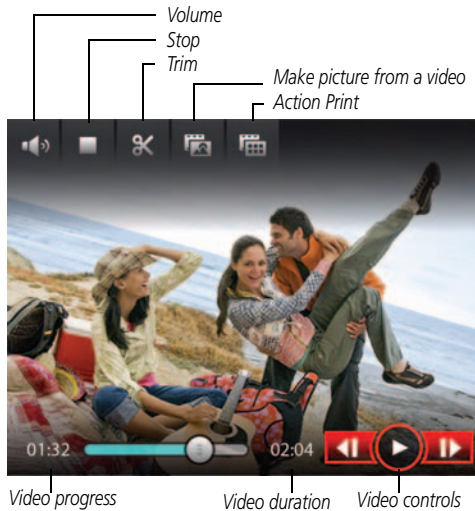 Volume
Stop
Trim
Make picture from a video
Action Print
01:32
02:04
Video progress
Video duration
Video controls